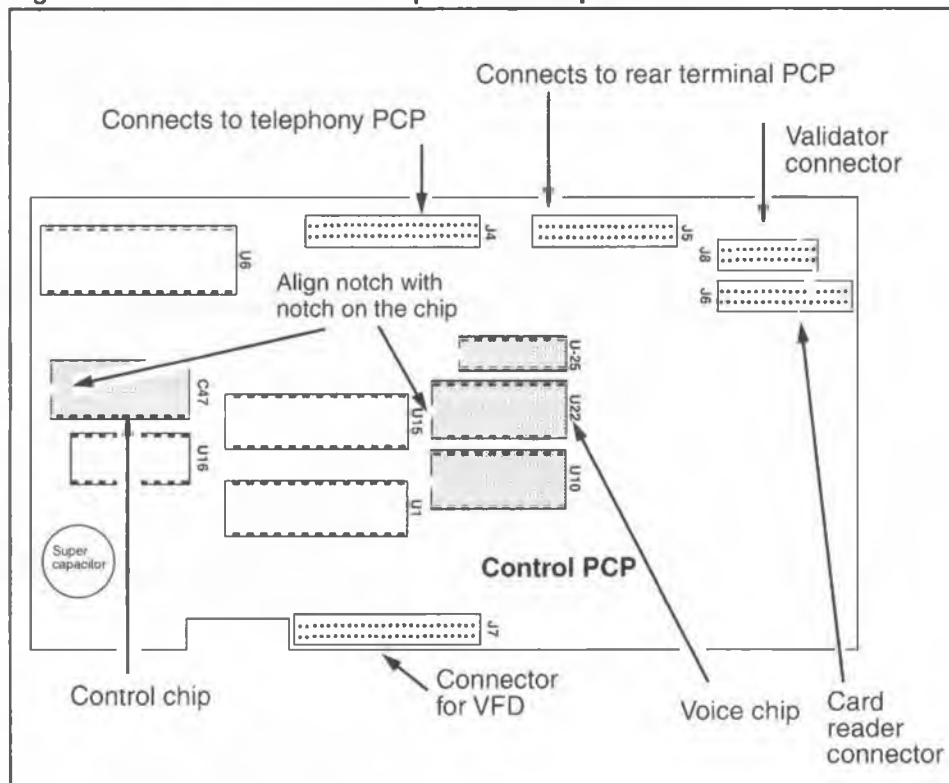 Connects to rear terminal PCP
Connects to telephony PCP
Validator
connector
J4
J5
J8
J6
U6
Align notch with
notch on the chip
U-25
C47
U15
U22
U16
U1
U10
Super
capacilor
Control PCP
J7
Control chip
Connector
for VFD
Voice chip
Card
reader
connector